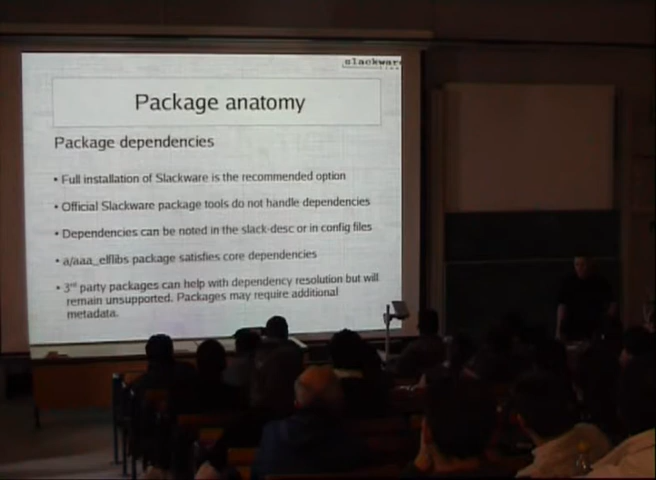 slackware
Package anatomy
Package dependencies
• Full installation of Slackware is the recommended option
• Official Slackware package tools do not handle dependencies
• Dependencies can be noted in the slack-desc or in config files
• a/aaa_elflibs package satisfies core dependencies
• 3rd party packages can help with dependency resolution but will
remain unsupported. Packages may require additional
metadata.